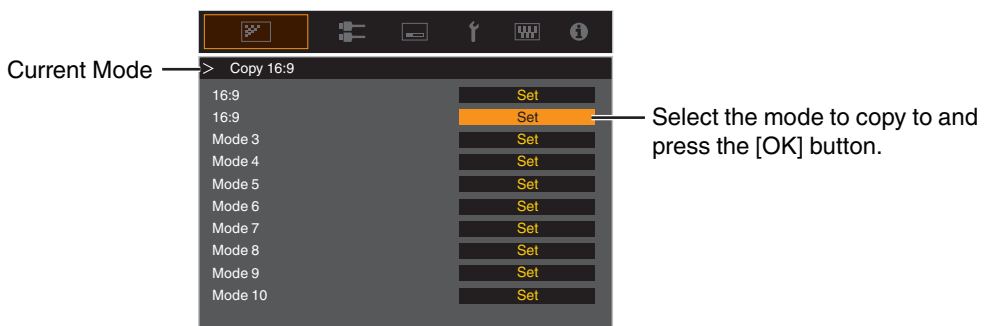 Current Mode
> Copy 16:9
16:9 Set
16:9 Set
Mode 3 Set
Mode 4 Set
Mode 5 Set
Mode 6 Set
Mode 7 Set
Mode 8 Set
Mode 9 Set
Mode 10 Set
Select the mode to copy to and
press the [OK] button.